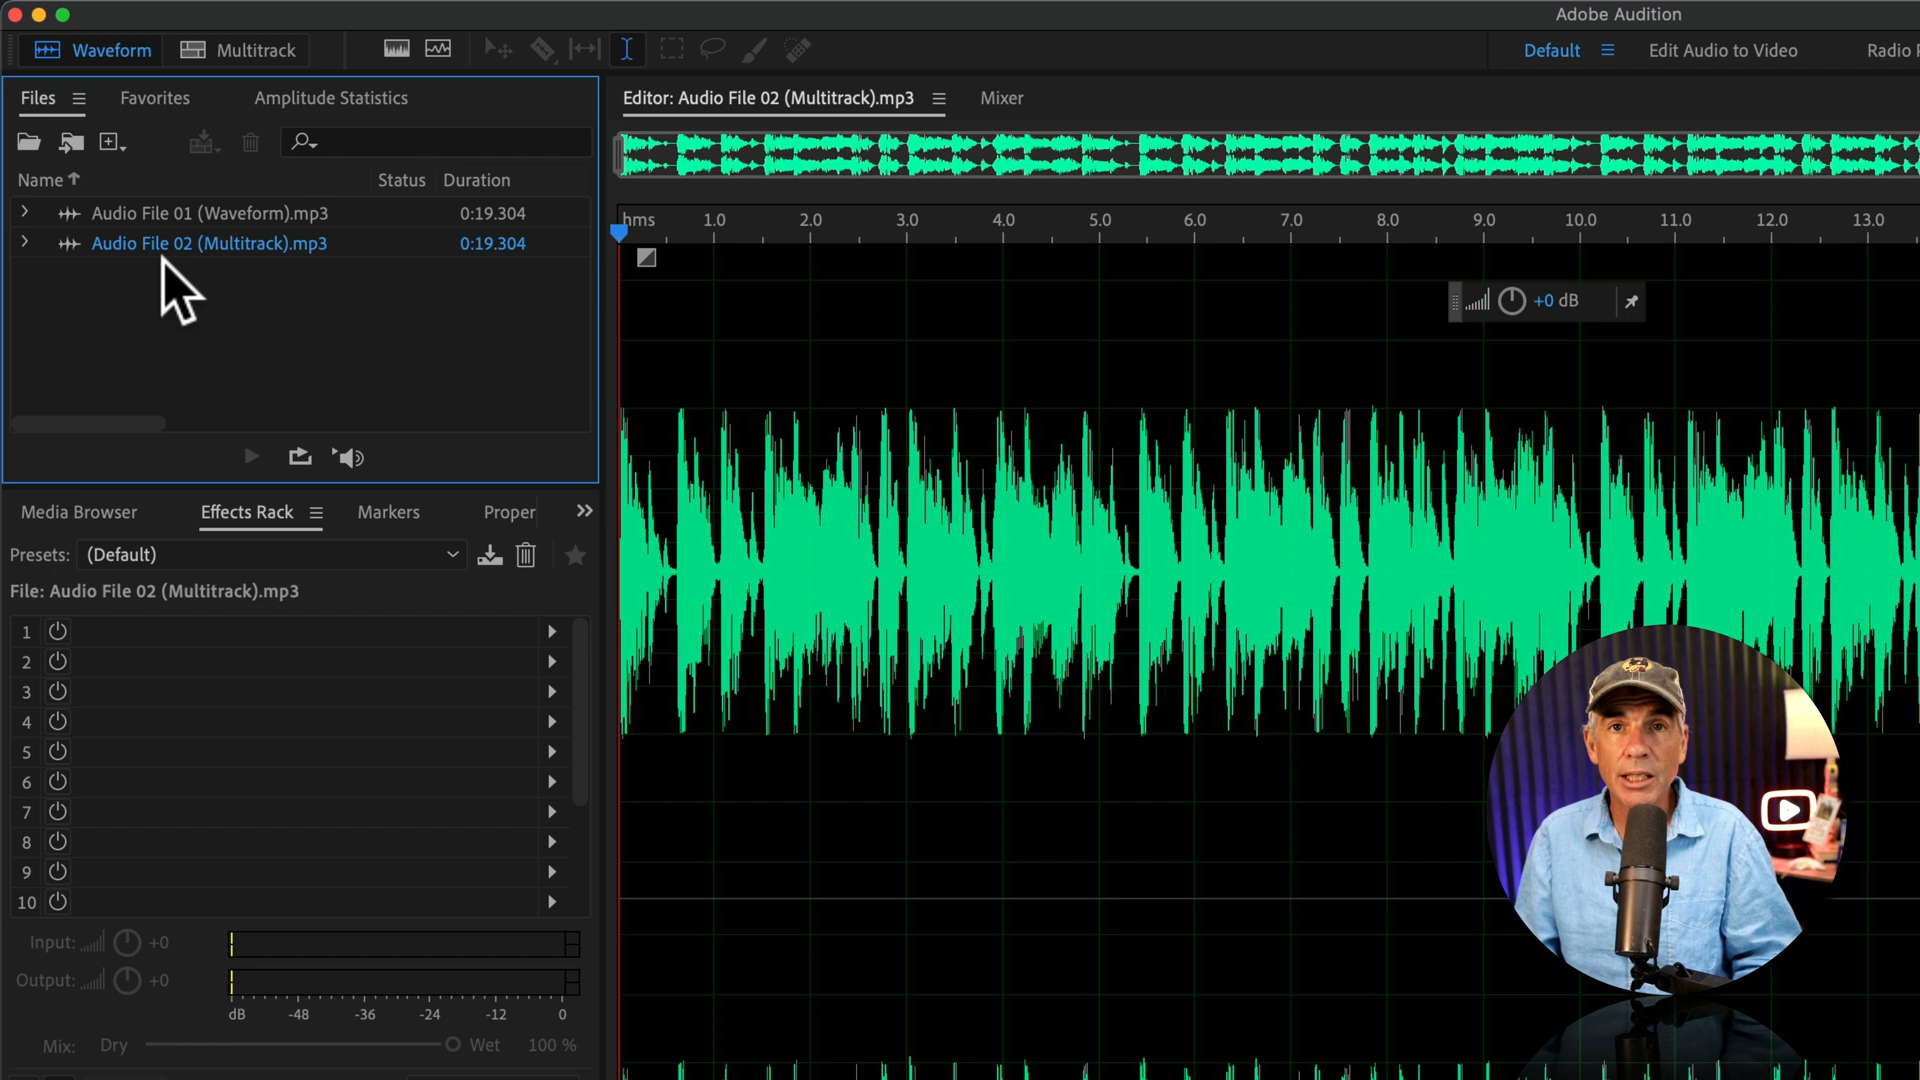 Adobe Audition
Waveform
Multitrack
Default
Edit Audio to Video
Radio
Files
Favorites
Amplitude Statistics
Editor: Audio File 02 (Multitrack).mp3
Mixer
Name
Status
Duration
Audio File 01 (Waveform).mp3
0:19.304
Audio File 02 (Multitrack).mp3
0:19.304
hms 1.0 2.0 3.0 4.0 5.0 6.0 7.0 8.0 9.0 10.0 11.0 12.0 13.0
+0 dB
Media Browser
Effects Rack
Markers
Proper
Presets: (Default)
File: Audio File 02 (Multitrack).mp3
1
2
3
4
5
6
7
8
9
10
Input: +0
Output: +0
dB -48 -36 -24 -12 0
Mix: Dry Wet 100 %